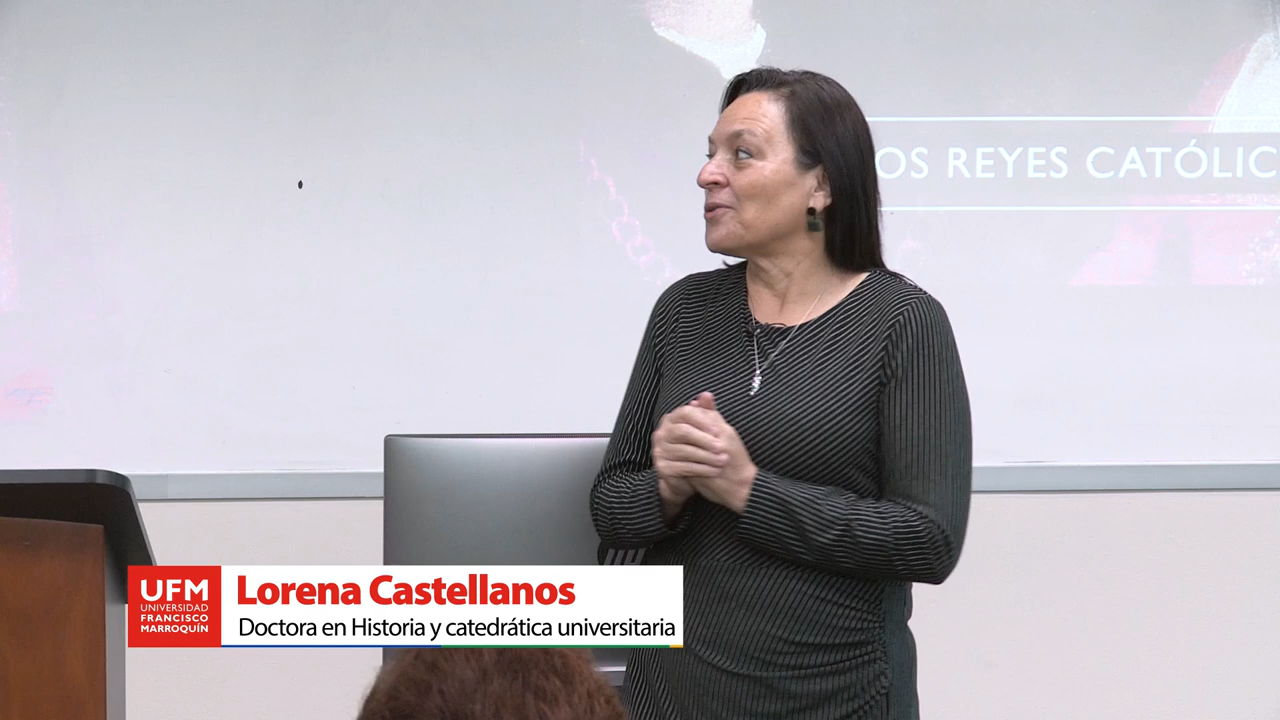 OS REYES CATÓLIC
UFM
UNIVERSIDAD
FRANCISCO
MARROQUÍN
Lorena Castellanos
Doctora en Historia y catedrática universitaria